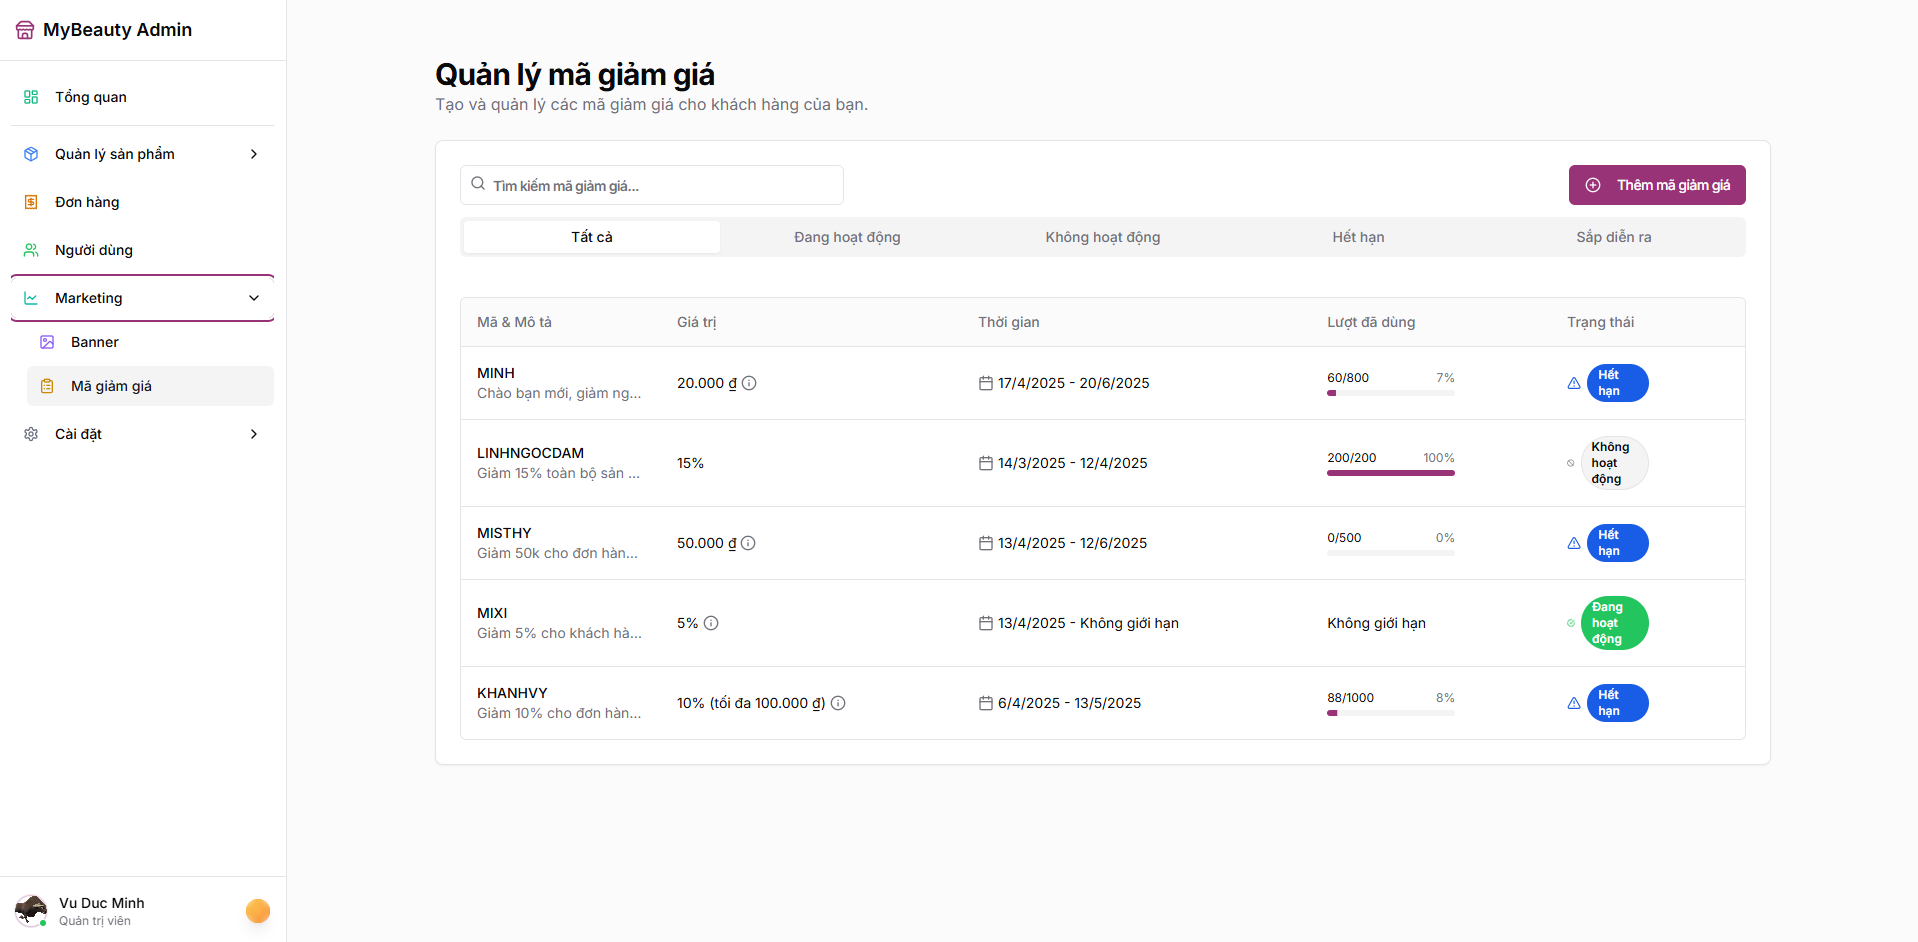 MyBeauty Admin
Tổng quan
Quản lý sản phẩm
Đơn hàng
Người dùng
Marketing
Banner
Mã giảm giá
Cài đặt
Vu Duc Minh
Quản trị viên
Quản lý mã giảm giá
Tạo và quản lý các mã giảm giá cho khách hàng của bạn.
Tìm kiếm mã giảm giá...
Thêm mã giảm giá
Tất cả
Đang hoạt động
Không hoạt động
Hết hạn
Sắp diễn ra
Mã & Mô tả
Giá trị
Thời gian
Lượt đã dùng
Trạng thái
MINH
Chào bạn mới, giảm ng...
20.000 ₫
17/4/2025 - 20/6/2025
60/800
7%
Hết
hạn
LINHNGOCDAM
Giảm 15% toàn bộ sản ...
15%
14/3/2025 - 12/4/2025
200/200
100%
Không
hoạt
động
MISTHY
Giảm 50k cho đơn hàn...
50.000 ₫
13/4/2025 - 12/6/2025
0/500
0%
Hết
hạn
MIXI
Giảm 5% cho khách hà...
5%
13/4/2025 - Không giới hạn
Không giới hạn
Đang
hoạt
động
KHANHVY
Giảm 10% cho đơn hàn...
10% (tối đa 100.000 ₫)
6/4/2025 - 13/5/2025
88/1000
8%
Hết
hạn